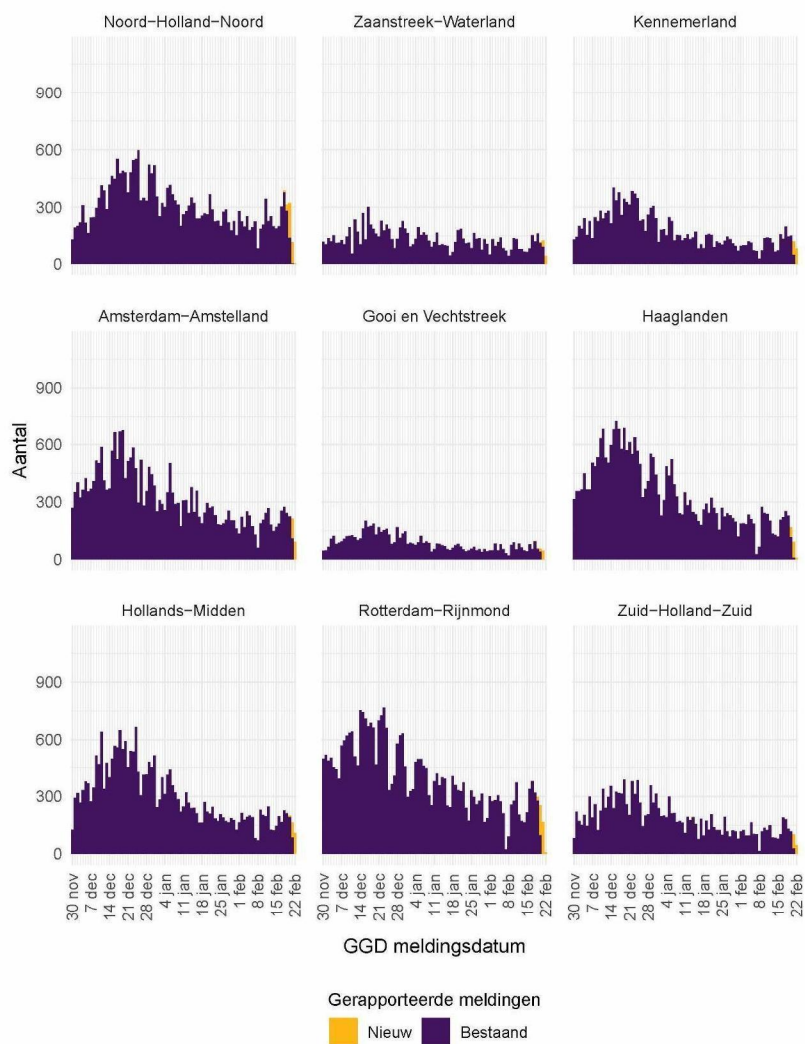 Noord-Holland-Noord Zaanstreek-Waterland Kennemerland
900
600
300
0
Amsterdam-Amstelland Gooi en Vechtstreek Haaglanden
Aantal
900
600
300
0
Hollands-Midden Rotterdam-Rijnmond Zuid-Holland-Zuid
900
600
300
0
30 nov 7 dec 14 dec 21 dec 28 dec 4 jan 11 jan 18 jan 25 jan 1 feb 8 feb 15 feb 22 feb 30 nov 7 dec 14 dec 21 dec 28 dec 4 jan 11 jan 18 jan 25 jan 1 feb 8 feb 15 feb 22 feb 30 nov 7 dec 14 dec 21 dec 28 dec 4 jan 11 jan 18 jan 25 jan 1 feb 8 feb 15 feb 22 feb
GGD meldingsdatum
Gerapporteerde meldingen
Nieuw Bestaand